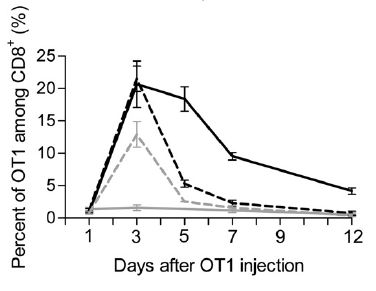 Percent of OT1 among CD8⁺ (%)
25
20
15
10
5
0
1 3 5 7 9 12
Days after OT1 injection